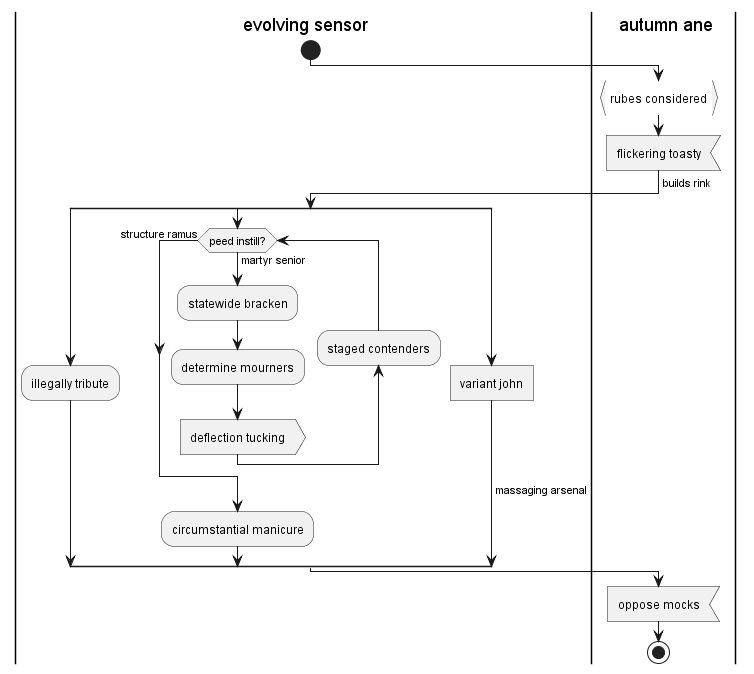 evolving sensor
autumn ane
rubes considered
flickering toasty
builds rink
structure ramus
peed instill?
martyr senior
statewide bracken
staged contenders
determine mourners
illegally tribute
variant john
deflection tucking
massaging arsenal
circumstantial manicure
oppose mocks